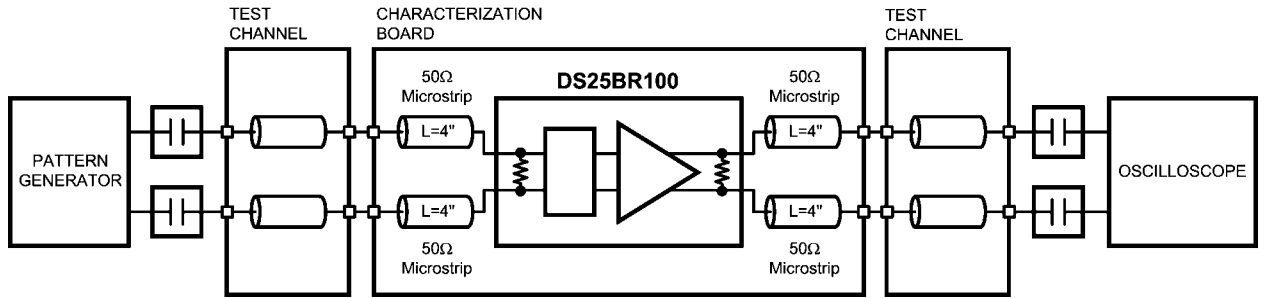 TEST
CHANNEL
CHARACTERIZATION
BOARD
TEST
CHANNEL
50Ω
Microstrip
DS25BR100
50Ω
Microstrip
L=4"
L=4"
PATTERN
GENERATOR
OSCILLOSCOPE
L=4"
L=4"
50Ω
Microstrip
50Ω
Microstrip